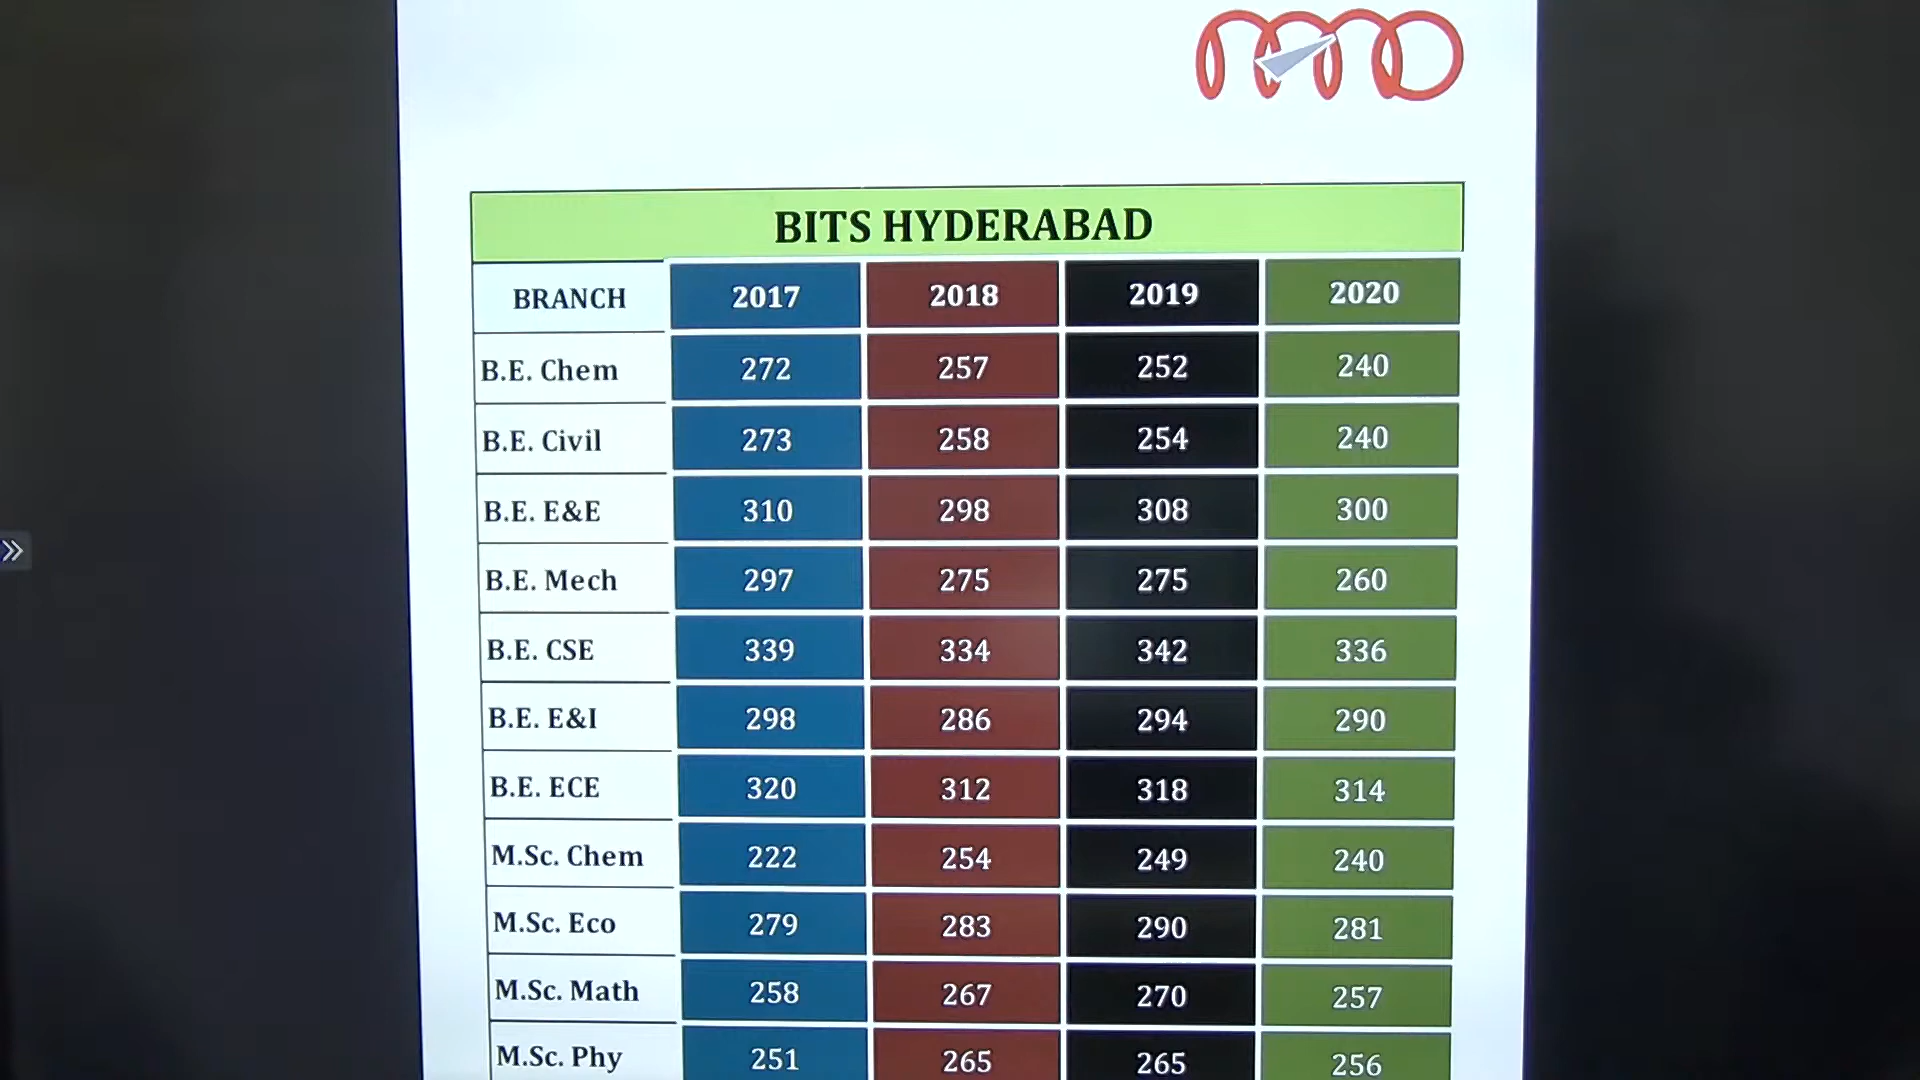 BITS HYDERABAD
BRANCH 2017 2018 2019 2020
B.E. Chem 272 257 252 240
B.E. Civil 273 258 254 240
B.E. E&E 310 298 308 300
B.E. Mech 297 275 275 260
B.E. CSE 339 334 342 336
B.E. E&I 298 286 294 290
B.E. ECE 320 312 318 314
M.Sc. Chem 222 254 249 240
M.Sc. Eco 279 283 290 281
M.Sc. Math 258 267 270 257
M.Sc. Phy 251 265 265 256